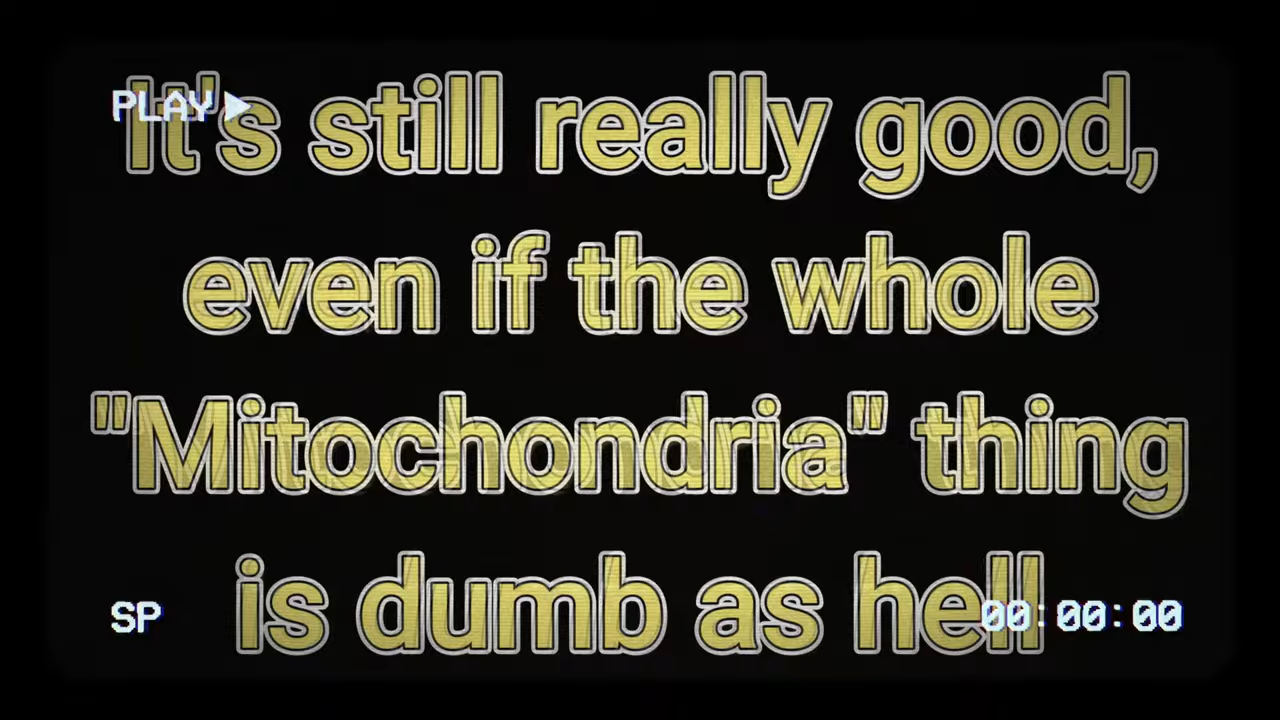 PLAY
It's still really good,
even if the whole
"Mitochondria" thing
is dumb as hell
SP
00:00:00